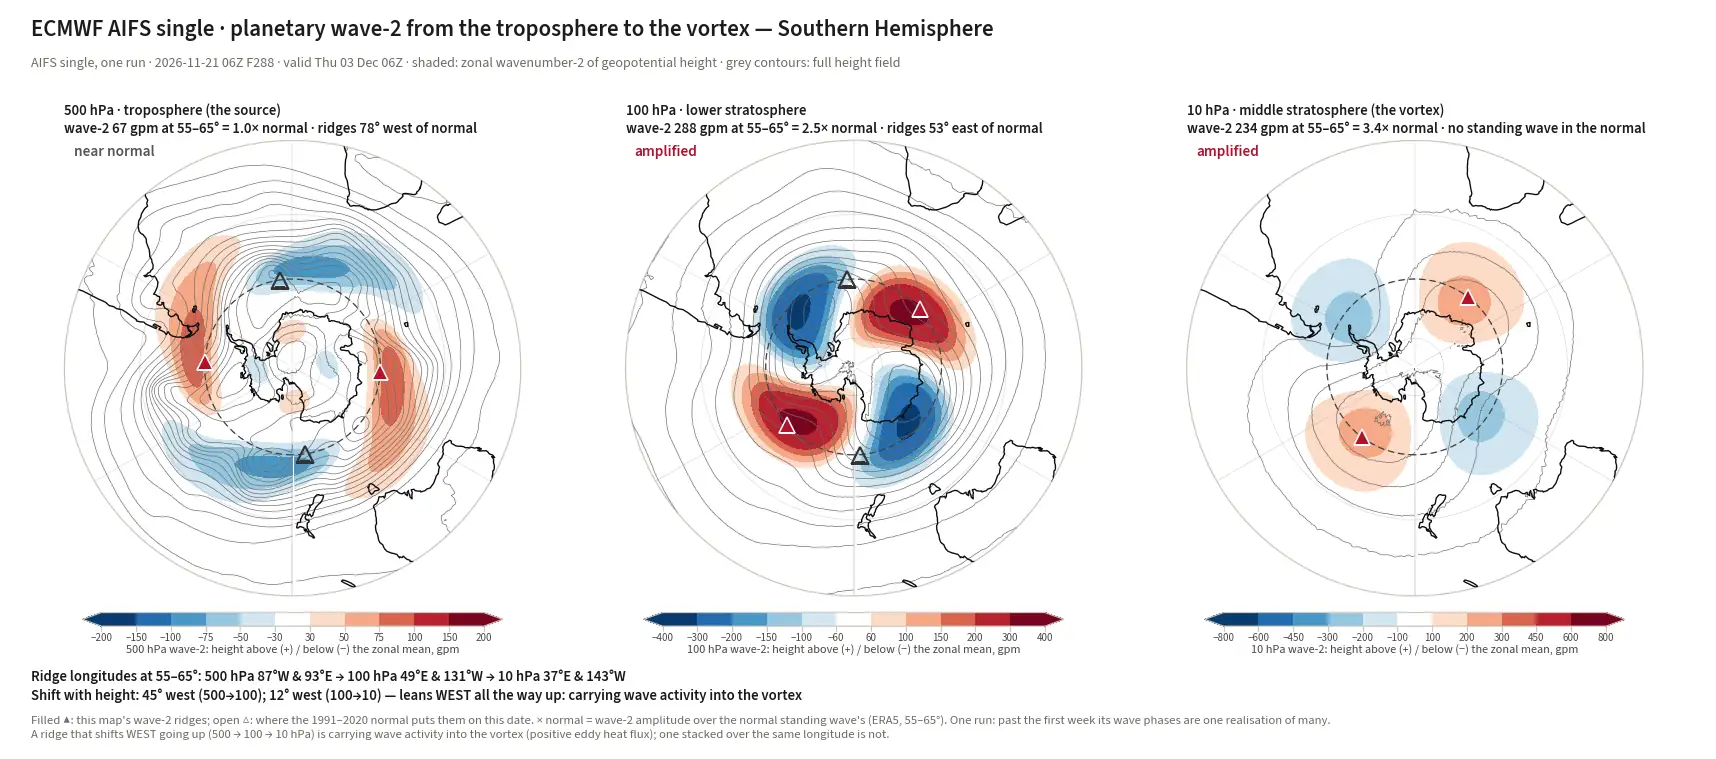 ECMWF AIFS single · planetary wave-2 from the troposphere to the vortex — Southern Hemisphere
AIFS single, one run · 2026-11-21 06Z F288 · valid Thu 03 Dec 06Z · shaded: zonal wavenumber-2 of geopotential height · grey contours: full height field
500 hPa · troposphere (the source)
wave-2 67 gpm at 55–65° = 1.0× normal · ridges 78° west of normal
near normal
100 hPa · lower stratosphere
wave-2 288 gpm at 55–65° = 2.5× normal · ridges 53° east of normal
amplified
10 hPa · middle stratosphere (the vortex)
wave-2 234 gpm at 55–65° = 3.4× normal · no standing wave in the normal
amplified
−200 −150 −100 −75 −50 −30 30 50 75 100 150 200
500 hPa wave-2: height above (+) / below (−) the zonal mean, gpm
−400 −300 −200 −150 −100 −60 60 100 150 200 300 400
100 hPa wave-2: height above (+) / below (−) the zonal mean, gpm
−800 −600 −450 −300 −200 −100 100 200 300 450 600 800
10 hPa wave-2: height above (+) / below (−) the zonal mean, gpm
Ridge longitudes at 55–65°: 500 hPa 87°W & 93°E → 100 hPa 49°E & 131°W → 10 hPa 37°E & 143°W
Shift with height: 45° west (500→100); 12° west (100→10) — leans WEST all the way up: carrying wave activity into the vortex
Filled ▲: this map's wave-2 ridges; open △: where the 1991–2020 normal puts them on this date. × normal = wave-2 amplitude over the normal standing wave's (ERA5, 55–65°). One run: past the first week its wave phases are one realisation of many.
A ridge that shifts WEST going up (500 → 100 → 10 hPa) is carrying wave activity into the vortex (positive eddy heat flux); one stacked over the same longitude is not.